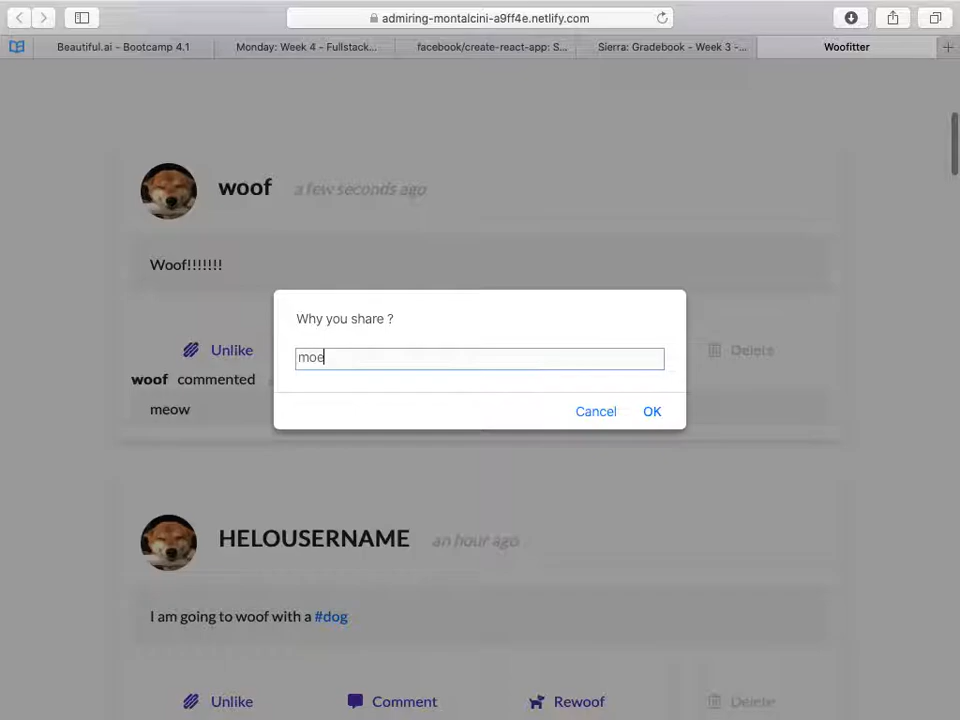 admiring-montalcini-a9ff4e.netlify.com
Beautiful.ai – Bootcamp 4.1
Monday: Week 4 - Fullstack...
facebook/create-react-app: S...
Sierra: Gradebook - Week 3 -...
Woofitter
woof a few seconds ago
Woof!!!!!!!
Why you share ?
moe
Unlike
Delete
woof commented
meow
Cancel OK
HELOUSERNAME an hour ago
I am going to woof with a #dog
Unlike Comment Rewoof Delete